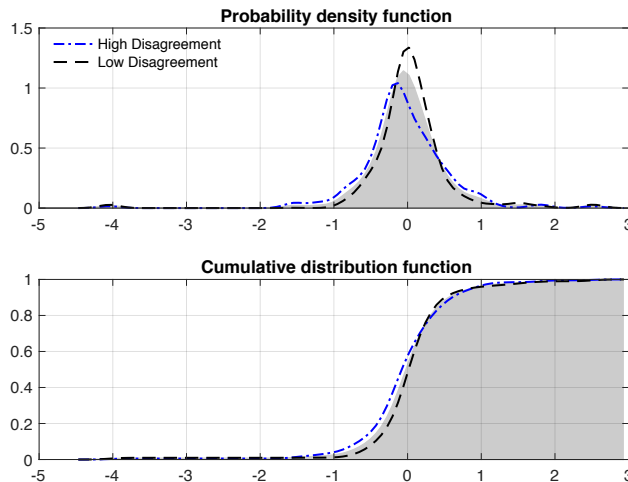 Probability density function
1.5
High Disagreement
Low Disagreement
1
0.5
0
-5 -4 -3 -2 -1 0 1 2 3
Cumulative distribution function
1
0.8
0.6
0.4
0.2
0
-5 -4 -3 -2 -1 0 1 2 3